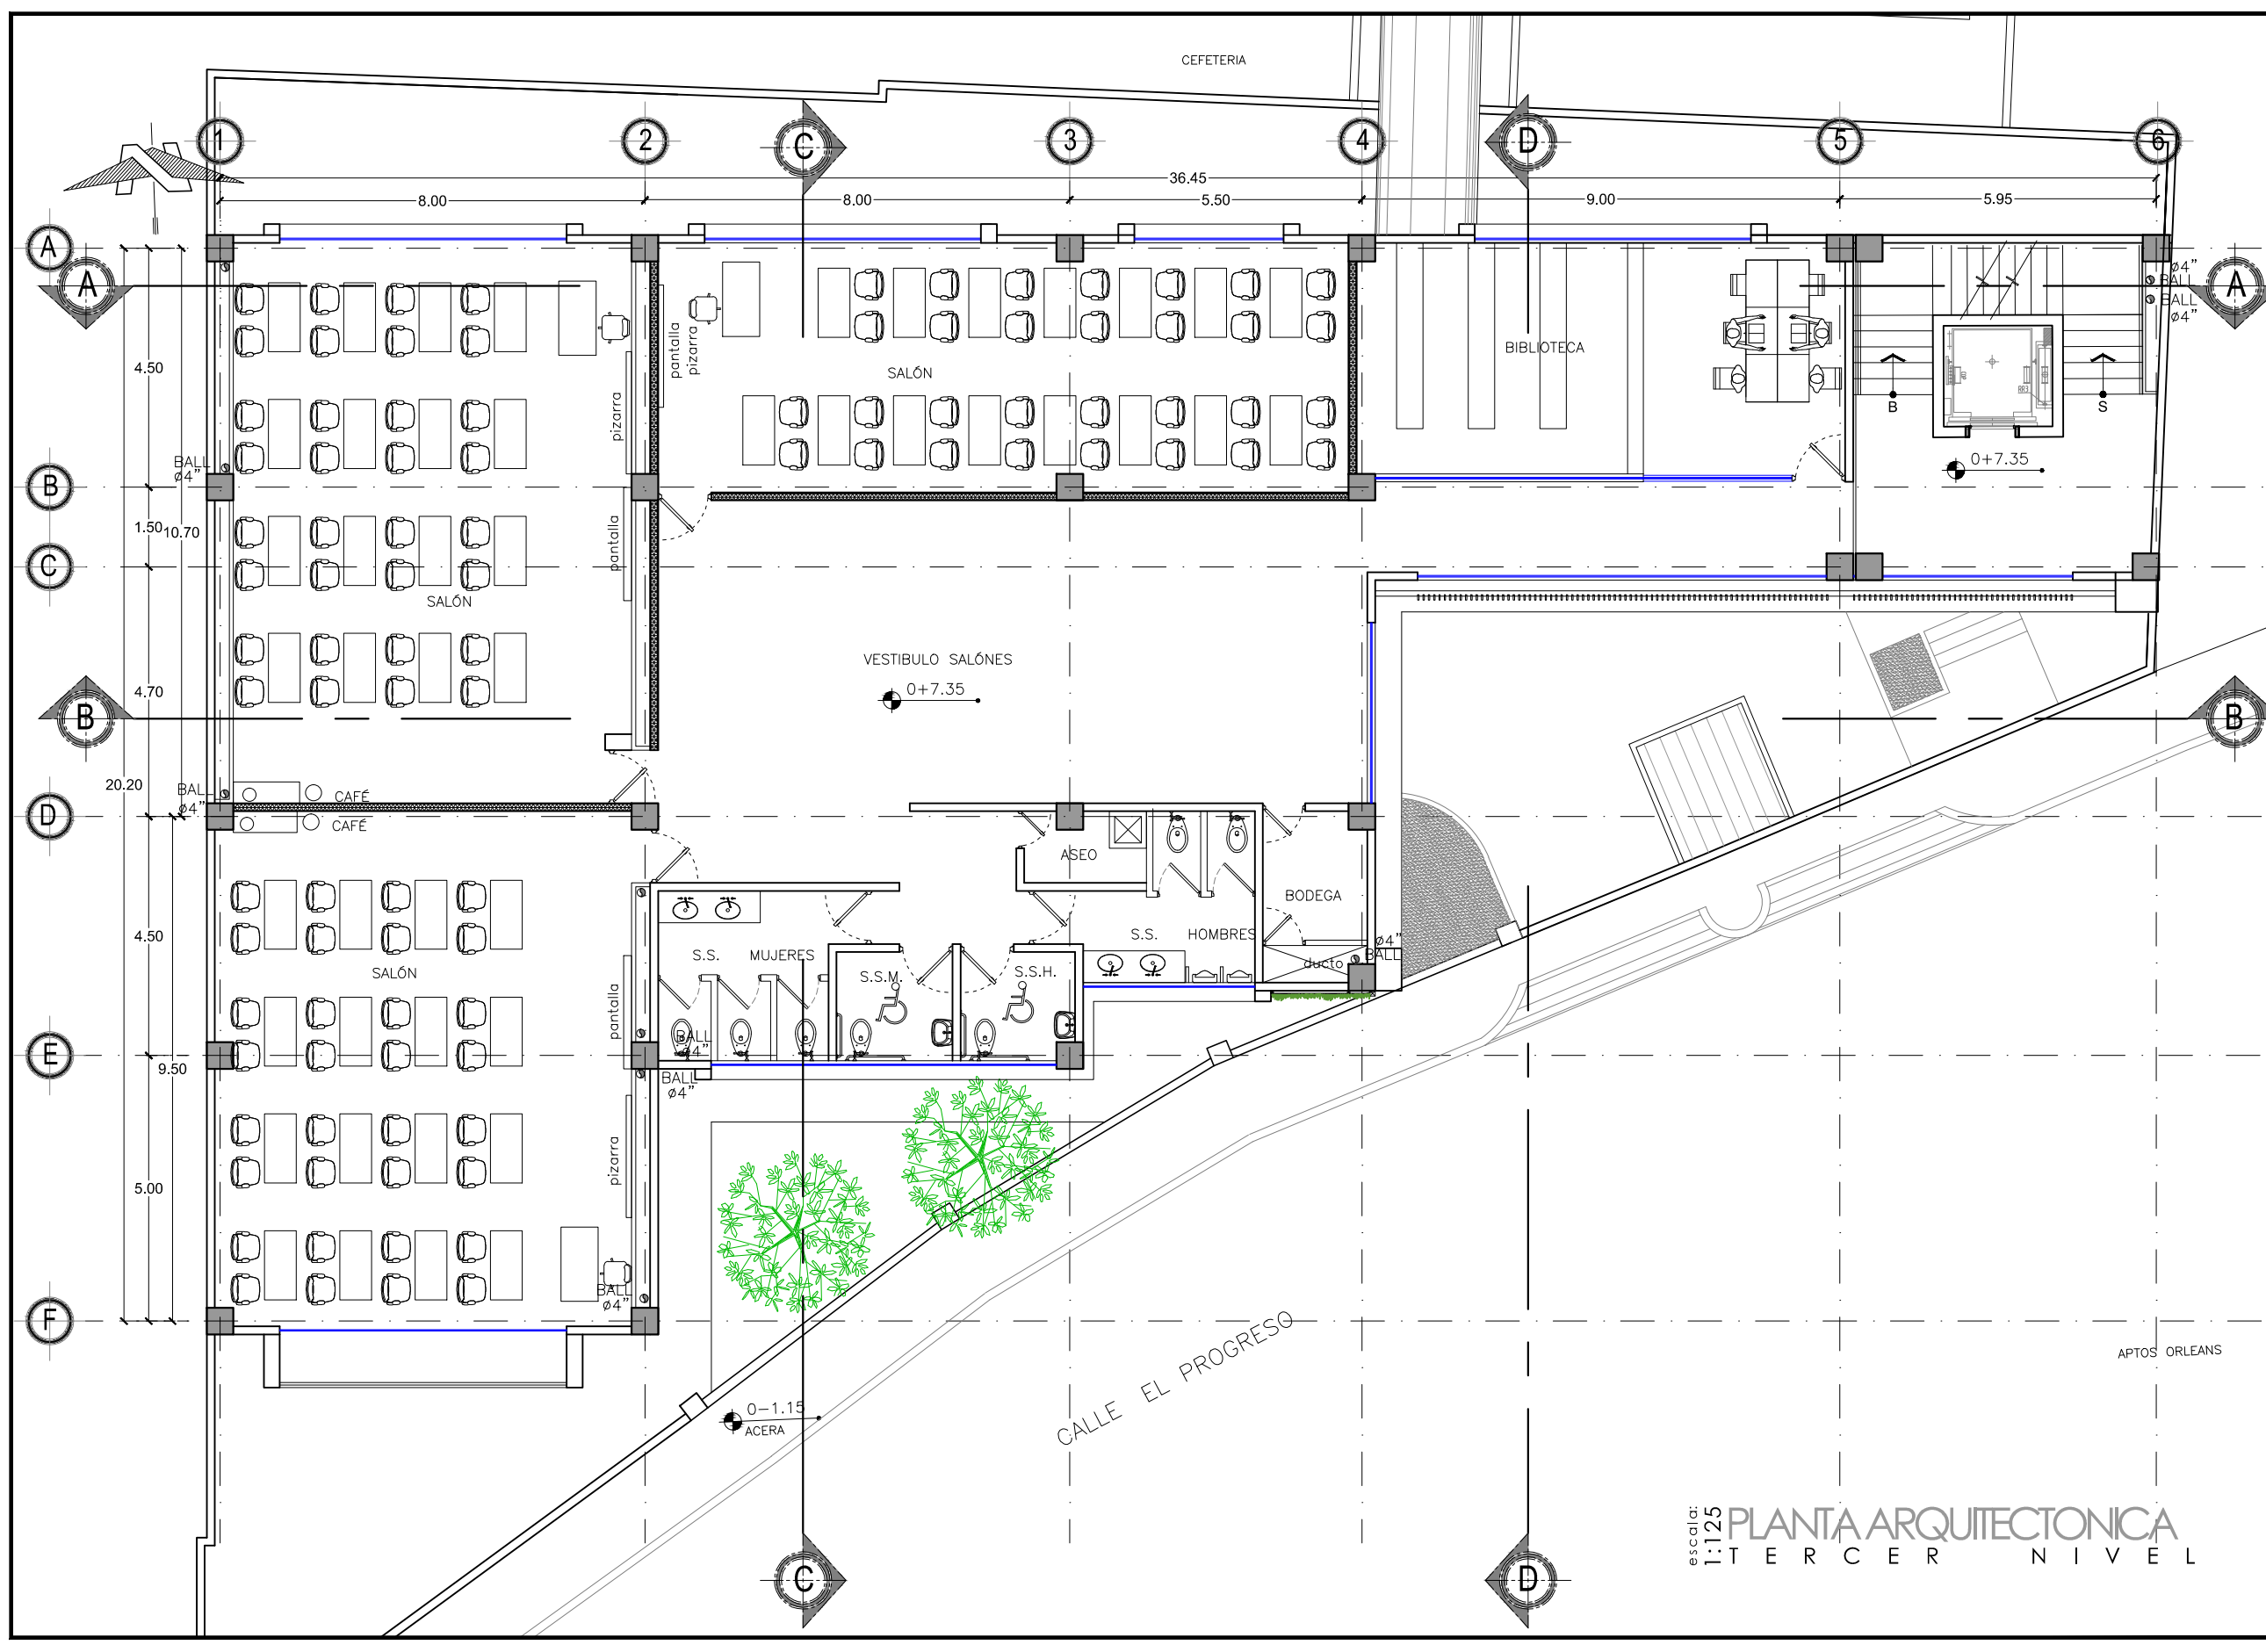 CEFETERIA
1
2
C
3
4
D
5
6
36.45
8.00
8.00
5.50
9.00
5.95
A
A
ø4"
BALL
BALL
ø4"
A
4.50
pantalla
pizarra
SALÓN
BIBLIOTECA
B
S
pizarra
BALL
ø4"
B
0+7.35
1.50
10.70
pantalla
C
SALÓN
VESTIBULO SALÓNES
0+7.35
4.70
B
B
20.20
BALL
ø4"
CAFÉ
D
CAFÉ
ASEO
BODEGA
4.50
S.S. MUJERES
S.S. HOMBRES
ø4"
BALL
SALÓN
S.S.M.
S.S.H.
ducto
pantalla
BALL
ø4"
E
9.50
BALL
ø4"
pizarra
5.00
BALL
ø4"
F
CALLE EL PROGRESO
APTOS ORLEANS
0-1.15
ACERA
escala:
1:125
PLANTA ARQUITECTONICA
TERCER NIVEL
C
D